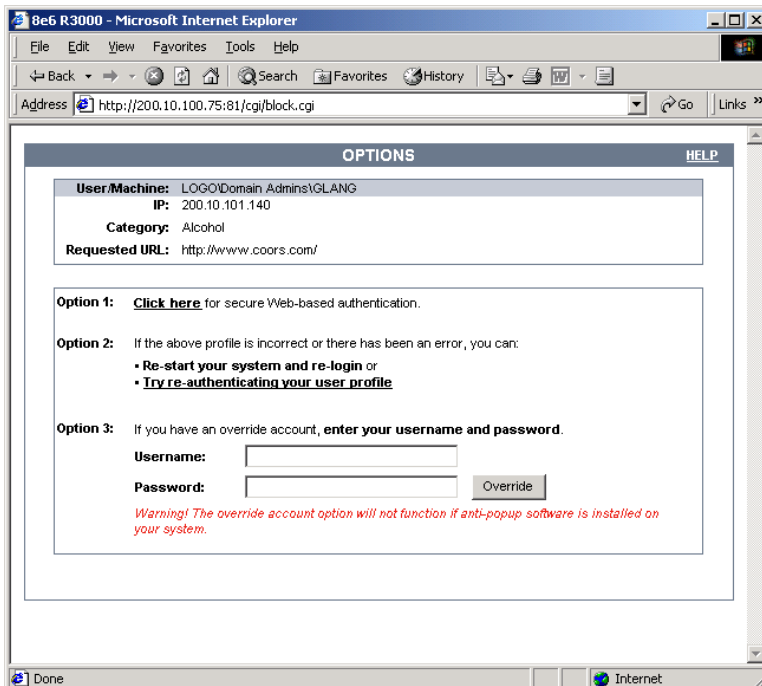 8e6 R3000 - Microsoft Internet Explorer
File Edit View Favorites Tools Help
Back Search Favorites History
Address http://200.10.100.75:81/cgi/block.cgi Go Links »
OPTIONS HELP
User/Machine: LOGO\Domain Admins\GLANG
IP: 200.10.101.140
Category: Alcohol
Requested URL: http://www.coors.com/
Option 1: Click here for secure Web-based authentication.
Option 2: If the above profile is incorrect or there has been an error, you can:
▪ Re-start your system and re-login or
▪ Try re-authenticating your user profile
Option 3: If you have an override account, enter your username and password.
Username:
Password: Override
Warning! The override account option will not function if anti-popup software is installed on
your system.
Done Internet